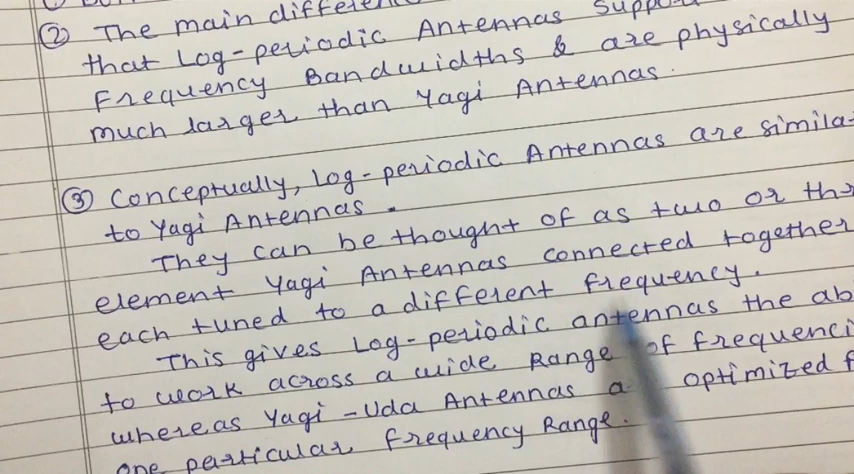 ② The main
that Log-periodic Antennas
Frequency Bandwidths & are physically
much larger than Yagi Antennas.
③ Conceptually, Log-periodic Antennas are
to Yagi Antennas.
They can be thought of as two or
element Yagi Antennas connected together
each tuned to a different frequency.
This gives Log-periodic antennas the
to work across a wide Range of
whereas Yagi-Uda Antennas optimized
one particular Frequency Range.